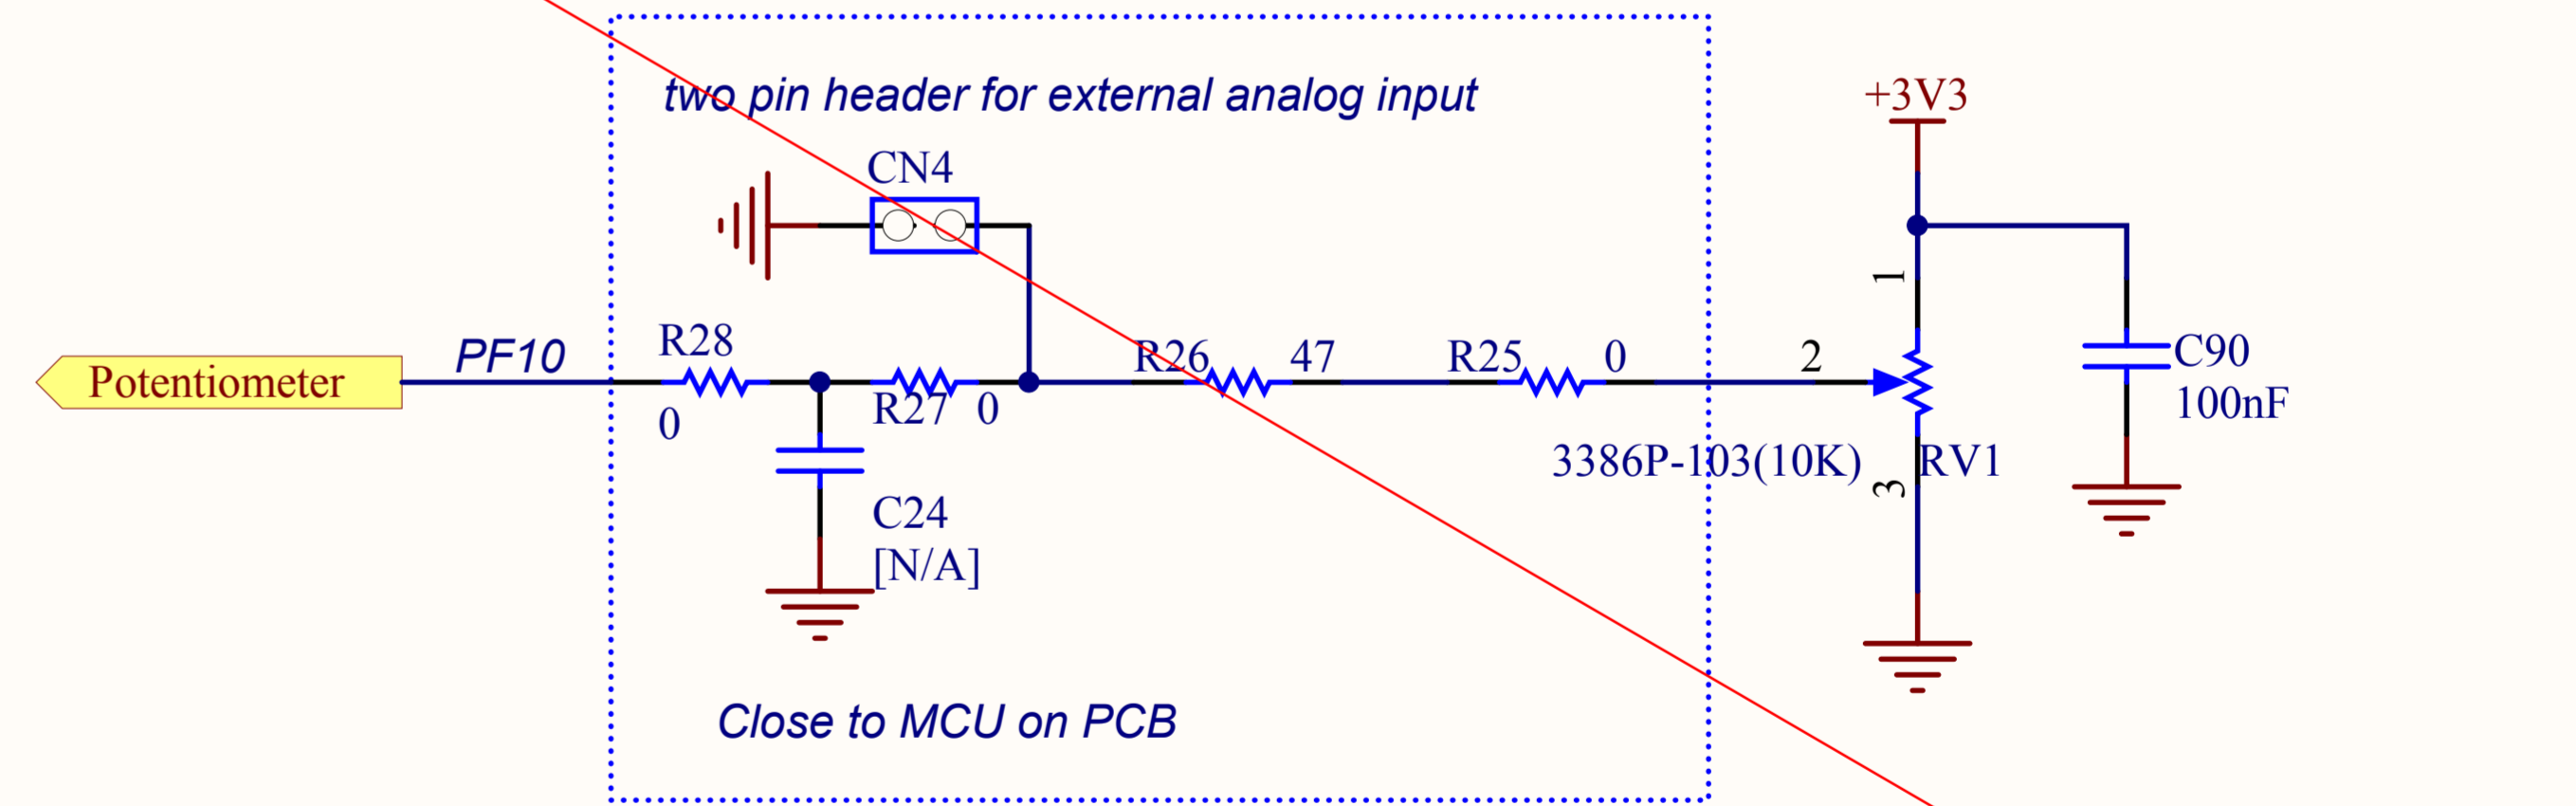 two pin header for external analog input
+3V3
CN4
1
Potentiometer
PF10
R28
0
R27
0
R26
47
R25
0
2
C90
100nF
3386P-103(10K)
RV1
3
C24
[N/A]
Close to MCU on PCB